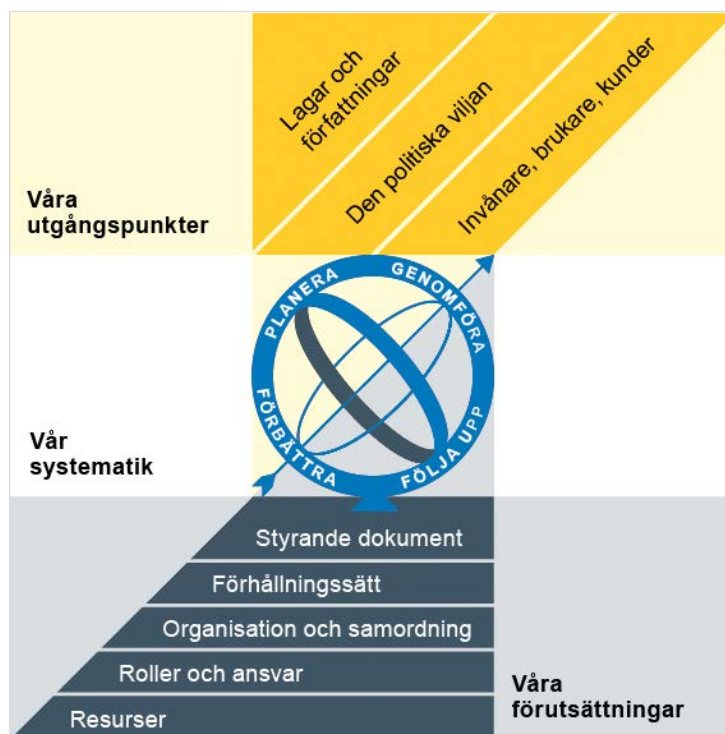 Lagar och
författningar
Den politiska viljan
Invånare, brukare, kunder
Våra
utgångspunkter
PLANERA
GENOMFÖRA
FÖRBÄTTRA
FÖLJA UPP
Vår
systematik
Styrande dokument
Förhållningssätt
Organisation och samordning
Roller och ansvar
Resurser
Våra
förutsättningar